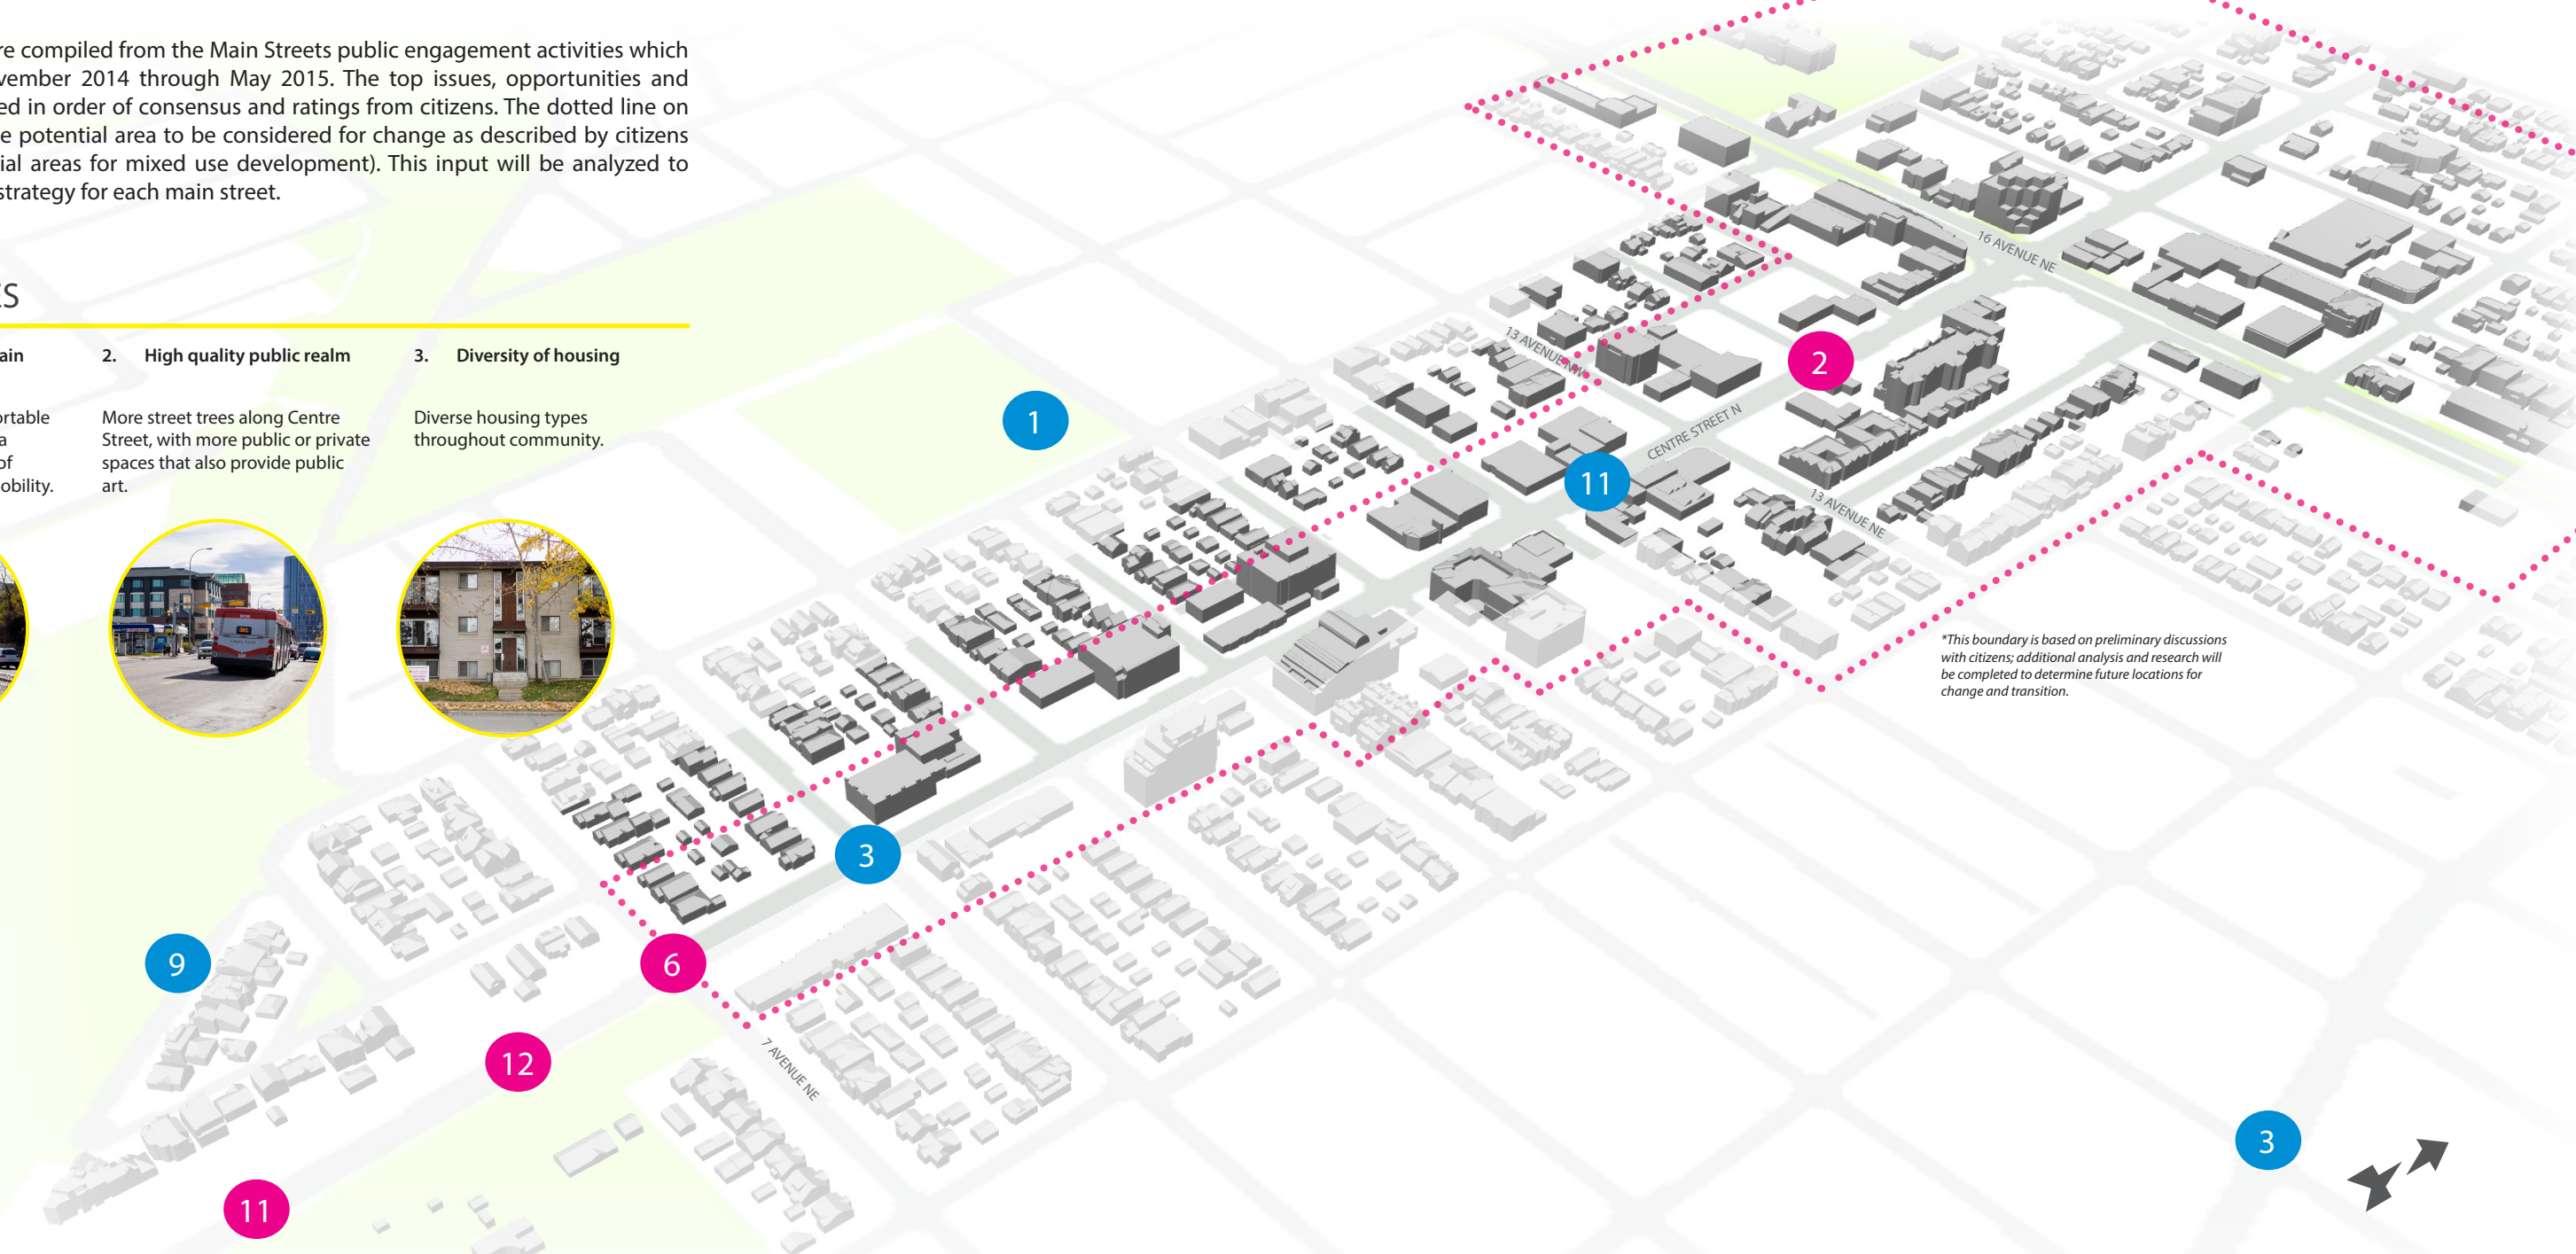 re compiled from the Main Streets public engagement activities which
vember 2014 through May 2015. The top issues, opportunities and
ed in order of consensus and ratings from citizens. The dotted line on
e potential area to be considered for change as described by citizens
ial areas for mixed use development). This input will be analyzed to
strategy for each main street.
ES
ain
2. High quality public realm
3. Diversity of housing
rtable
a
of
obility.
More street trees along Centre
Street, with more public or private
spaces that also provide public
art.
Diverse housing types
throughout community.
16 AVENUE NE
13 AVENUE NW
2
1
CENTRE STREET N
11
13 AVENUE NE
*This boundary is based on preliminary discussions
with citizens; additional analysis and research will
be completed to determine future locations for
change and transition.
3
9
6
12
7 AVENUE NE
3
11